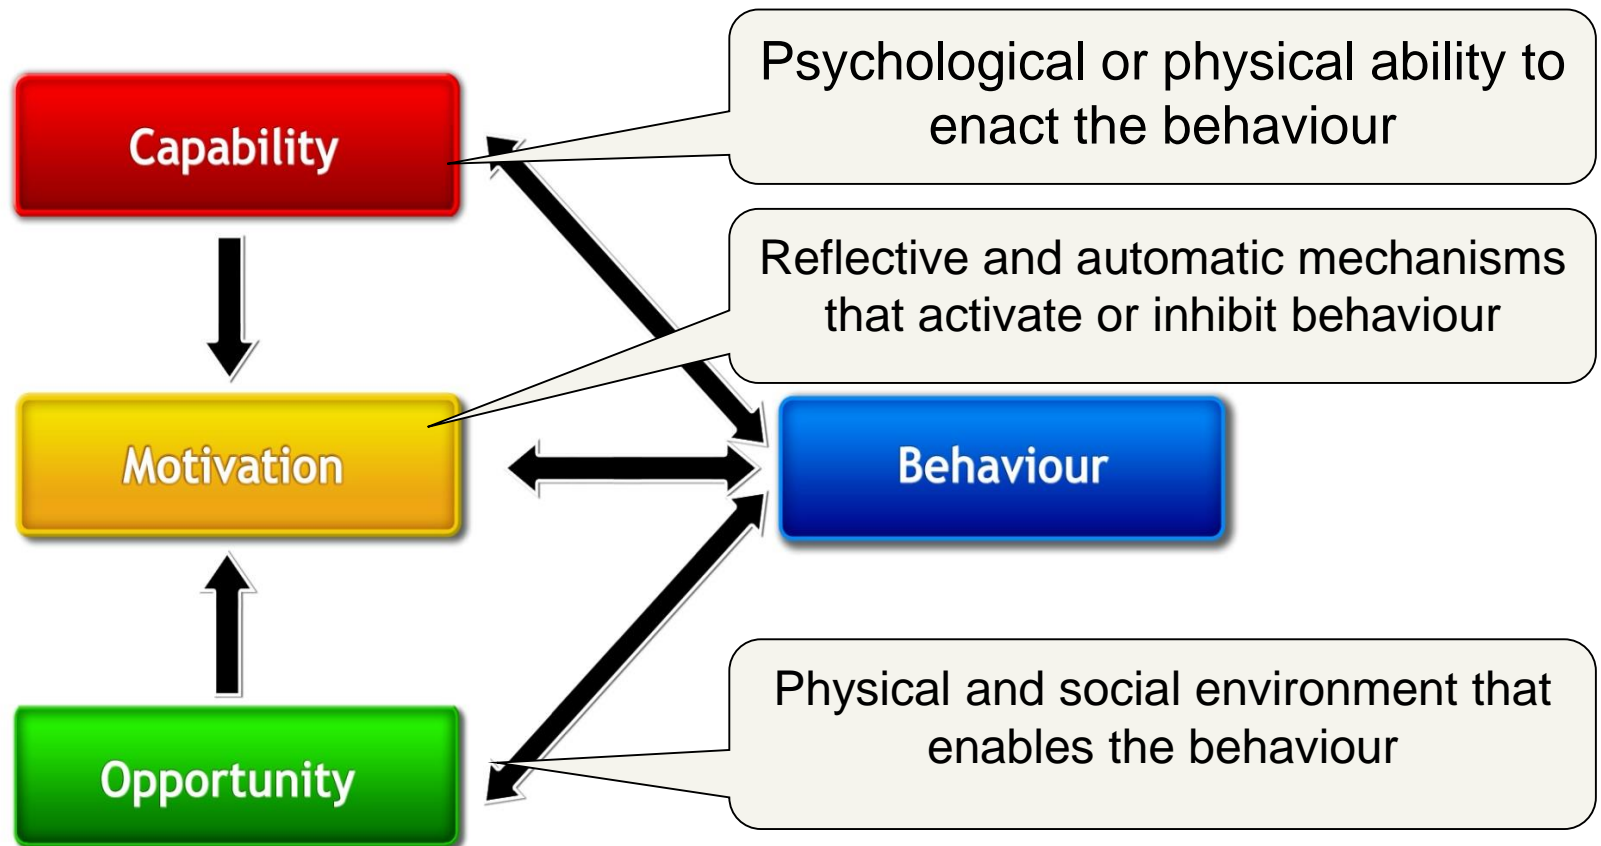 Psychological or physical ability to
enact the behaviour
Capability
Reflective and automatic mechanisms
that activate or inhibit behaviour
Motivation
Behaviour
Physical and social environment that
enables the behaviour
Opportunity